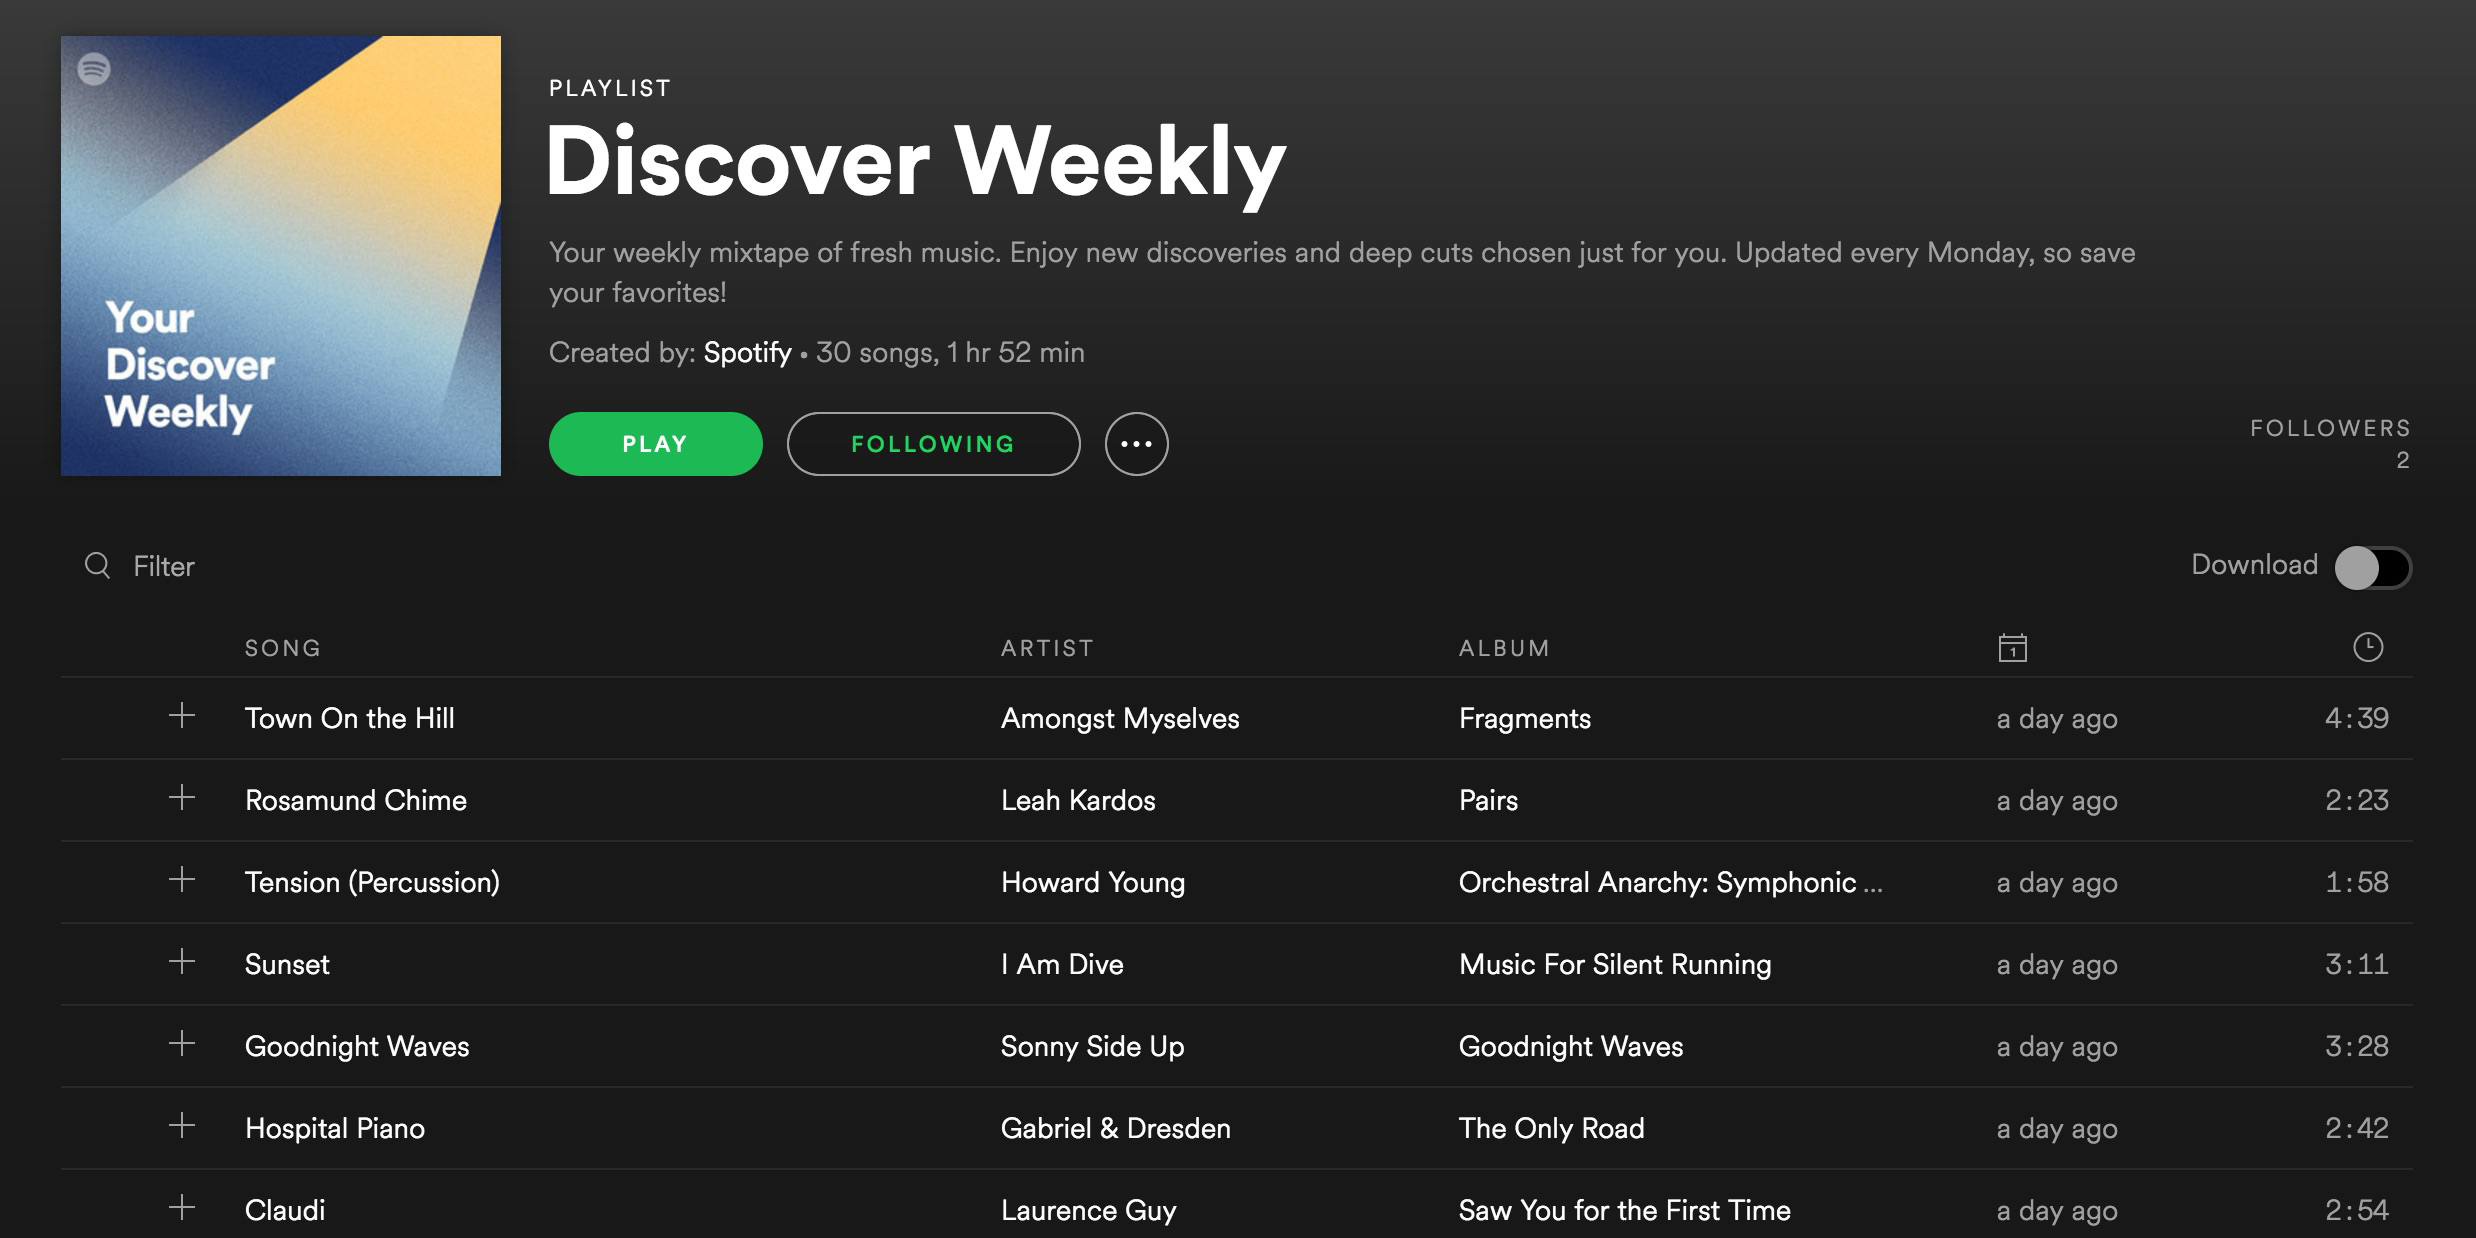 Your
Discover
Weekly
PLAYLIST
Discover Weekly
Your weekly mixtape of fresh music. Enjoy new discoveries and deep cuts chosen just for you. Updated every Monday, so save
your favorites!
Created by: Spotify • 30 songs, 1 hr 52 min
PLAY FOLLOWING
FOLLOWERS
2
Filter Download
SONG ARTIST ALBUM 1
Town On the Hill Amongst Myselves Fragments a day ago 4:39
Rosamund Chime Leah Kardos Pairs a day ago 2:23
Tension (Percussion) Howard Young Orchestral Anarchy: Symphonic ... a day ago 1:58
Sunset I Am Dive Music For Silent Running a day ago 3:11
Goodnight Waves Sonny Side Up Goodnight Waves a day ago 3:28
Hospital Piano Gabriel & Dresden The Only Road a day ago 2:42
Claudi Laurence Guy Saw You for the First Time a day ago 2:54